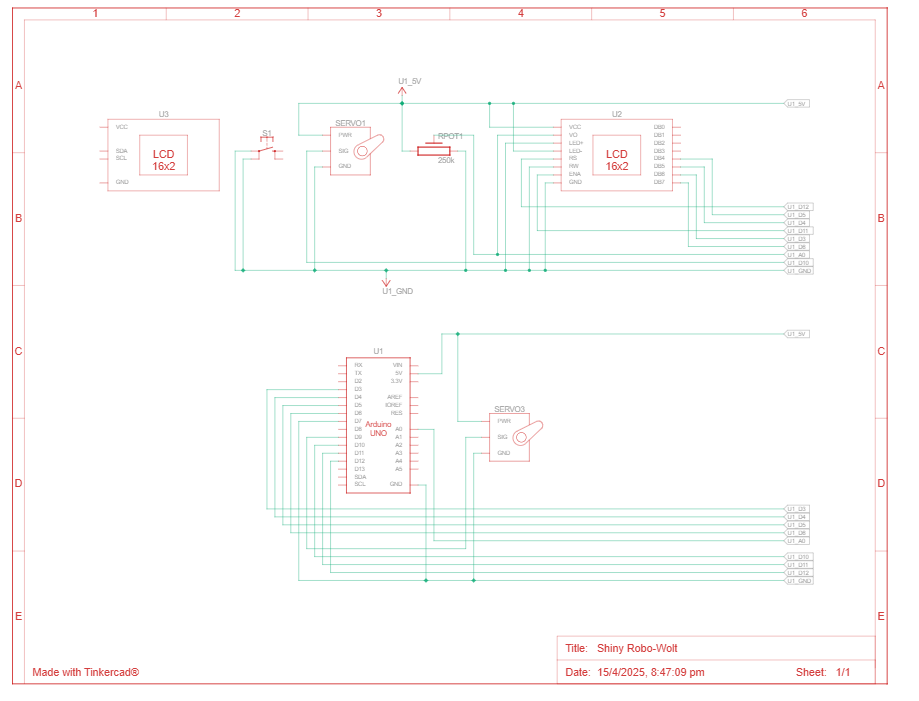 1 2 3 4 5 6
A A
U1_5V
U1_5V
U3 SERVO1 U2
S1 RPOT1
250k
VCC
SDA
SCL
GND
LCD
16x2
PWR
SIG
GND
VCC
VO
LED+
LED-
RS
RW
ENA
GND
LCD
16x2
DB0
DB1
DB2
DB3
DB4
DB5
DB6
DB7
B B
U1_D12
U1_D5
U1_D4
U1_D11
U1_D3
U1_D6
U1_A0
U1_D10
U1_GND
U1_GND
U1_5V
C C
U1
RX
TX
D2
D3
D4
D5
D6
D7
D8
D9
D10
D11
D12
D13
SDA
SCL
Arduino
UNO
VIN
5V
3.3V
AREF
IOREF
RES
A0
A1
A2
A3
A4
A5
GND
SERVO3
PWR
SIG
GND
D D
U1_D3
U1_D4
U1_D5
U1_D6
U1_A0
U1_D10
U1_D11
U1_D12
U1_GND
E E
Title: Shiny Robo-Wolt
Made with Tinkercad®
Date: 15/4/2025, 8:47:09 pm Sheet: 1/1